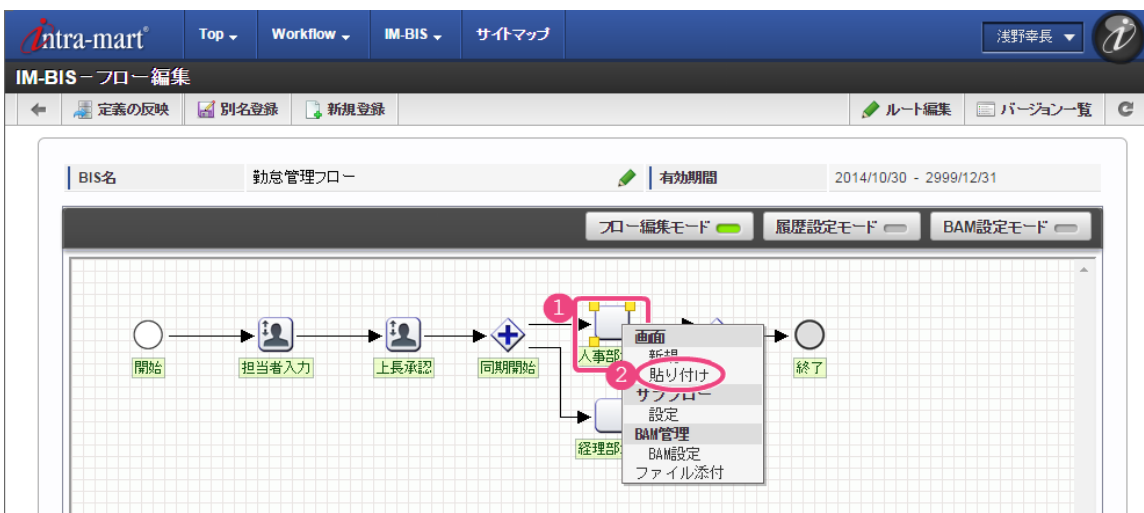 intra-mart®
Top
Workflow
IM-BIS
サイトマップ
浅野幸長
IM-BIS－フロー編集
定義の反映
別名登録
新規登録
ルート編集
バージョン一覧
BIS名
勤怠管理フロー
有効期間
2014/10/30 - 2999/12/31
フロー編集モード
履歴設定モード
BAM設定モード
1
開始
担当者入力
上長承認
同期開始
人事部
終了
画面
新規
2 貼り付け
サブフロー
設定
BAM管理
BAM設定
ファイル添付
経理部